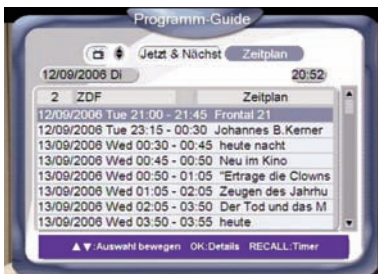 Programm-Guide
Jetzt & Nächst Zeitplan
12/09/2006 Di 20:52
2 ZDF Zeitplan
12/09/2006 Tue 21:00 - 21:45 Frontal 21
12/09/2006 Tue 23:15 - 00:30 Johannes B.Kerner
13/09/2006 Wed 00:30 - 00:45 heute nacht
13/09/2006 Wed 00:45 - 00:50 Neu im Kino
13/09/2006 Wed 00:50 - 01:05 "Ertrage die Clowns
13/09/2006 Wed 01:05 - 02:05 Zeugen des Jahrhu
13/09/2006 Wed 02:05 - 03:50 Der Tod und das M
13/09/2006 Wed 03:50 - 03:55 heute
▲▼:Auswahl bewegen OK:Details RECALL:Timer